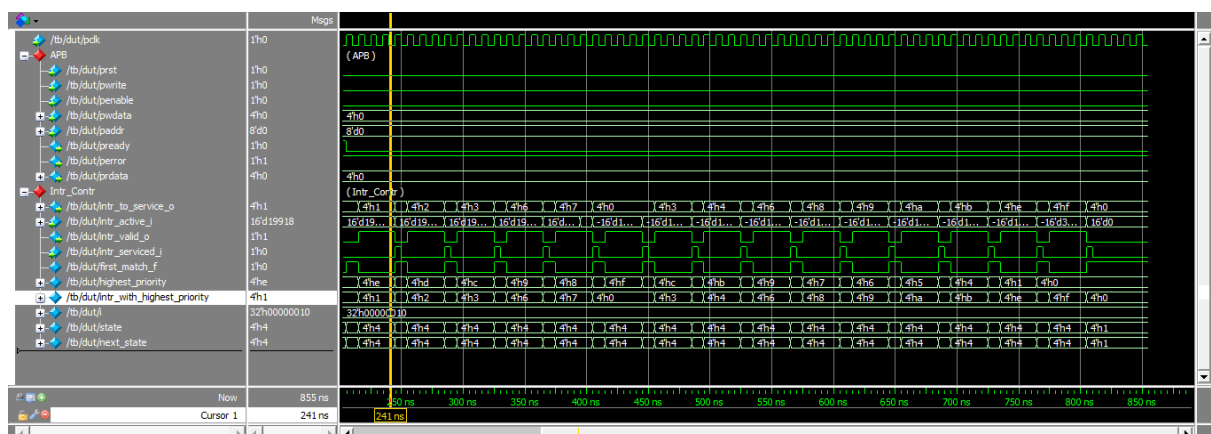 Msgs
/tb/dut/pclk 1'h0
APB ( APB )
/tb/dut/prst 1'h0
/tb/dut/pwrite 1'h0
/tb/dut/penable 1'h0
/tb/dut/pwdata 4'h0 4'h0
/tb/dut/paddr 8'd0 8'd0
/tb/dut/pready 1'h0
/tb/dut/perror 1'h1
/tb/dut/prdata 4'h0 4'h0
Intr_Contr ( Intr_Contr )
/tb/dut/intr_to_service_o 4'h1 4'h1 4'h2 4'h3 4'h6 4'h7 4'h0 4'h3 4'h4 4'h6 4'h8 4'h9 4'ha 4'hb 4'he 4'hf 4'h0
/tb/dut/intr_active_i 16'd19918 16'd19... 16'd19... 16'd19... 16'd19... 16'd... -16'd1... -16'd1... -16'd1... -16'd1... -16'd1... -16'd1... -16'd1... -16'd1... -16'd1... -16'd3... 16'd0
/tb/dut/intr_valid_o 1'h1
/tb/dut/intr_serviced_i 1'h0
/tb/dut/first_match_f 1'h0
/tb/dut/highest_priority 4'he 4'he 4'hd 4'hc 4'h9 4'h8 4'hf 4'hc 4'hb 4'h9 4'h7 4'h6 4'h5 4'h4 4'h1 4'h0
/tb/dut/intr_with_highest_priority 4'h1 4'h1 4'h2 4'h3 4'h6 4'h7 4'h0 4'h3 4'h4 4'h6 4'h8 4'h9 4'ha 4'hb 4'he 4'hf 4'h0
/tb/dut/i 32'h00000010 32'h00000010
/tb/dut/state 4'h4 4'h4 4'h4 4'h4 4'h4 4'h4 4'h4 4'h4 4'h4 4'h4 4'h4 4'h4 4'h4 4'h4 4'h4 4'h4 4'h1
/tb/dut/next_state 4'h4 4'h4 4'h4 4'h4 4'h4 4'h4 4'h4 4'h4 4'h4 4'h4 4'h4 4'h4 4'h4 4'h4 4'h4 4'h4 4'h1
Now 855 ns 250 ns 300 ns 350 ns 400 ns 450 ns 500 ns 550 ns 600 ns 650 ns 700 ns 750 ns 800 ns 850 ns
Cursor 1 241 ns 241 ns